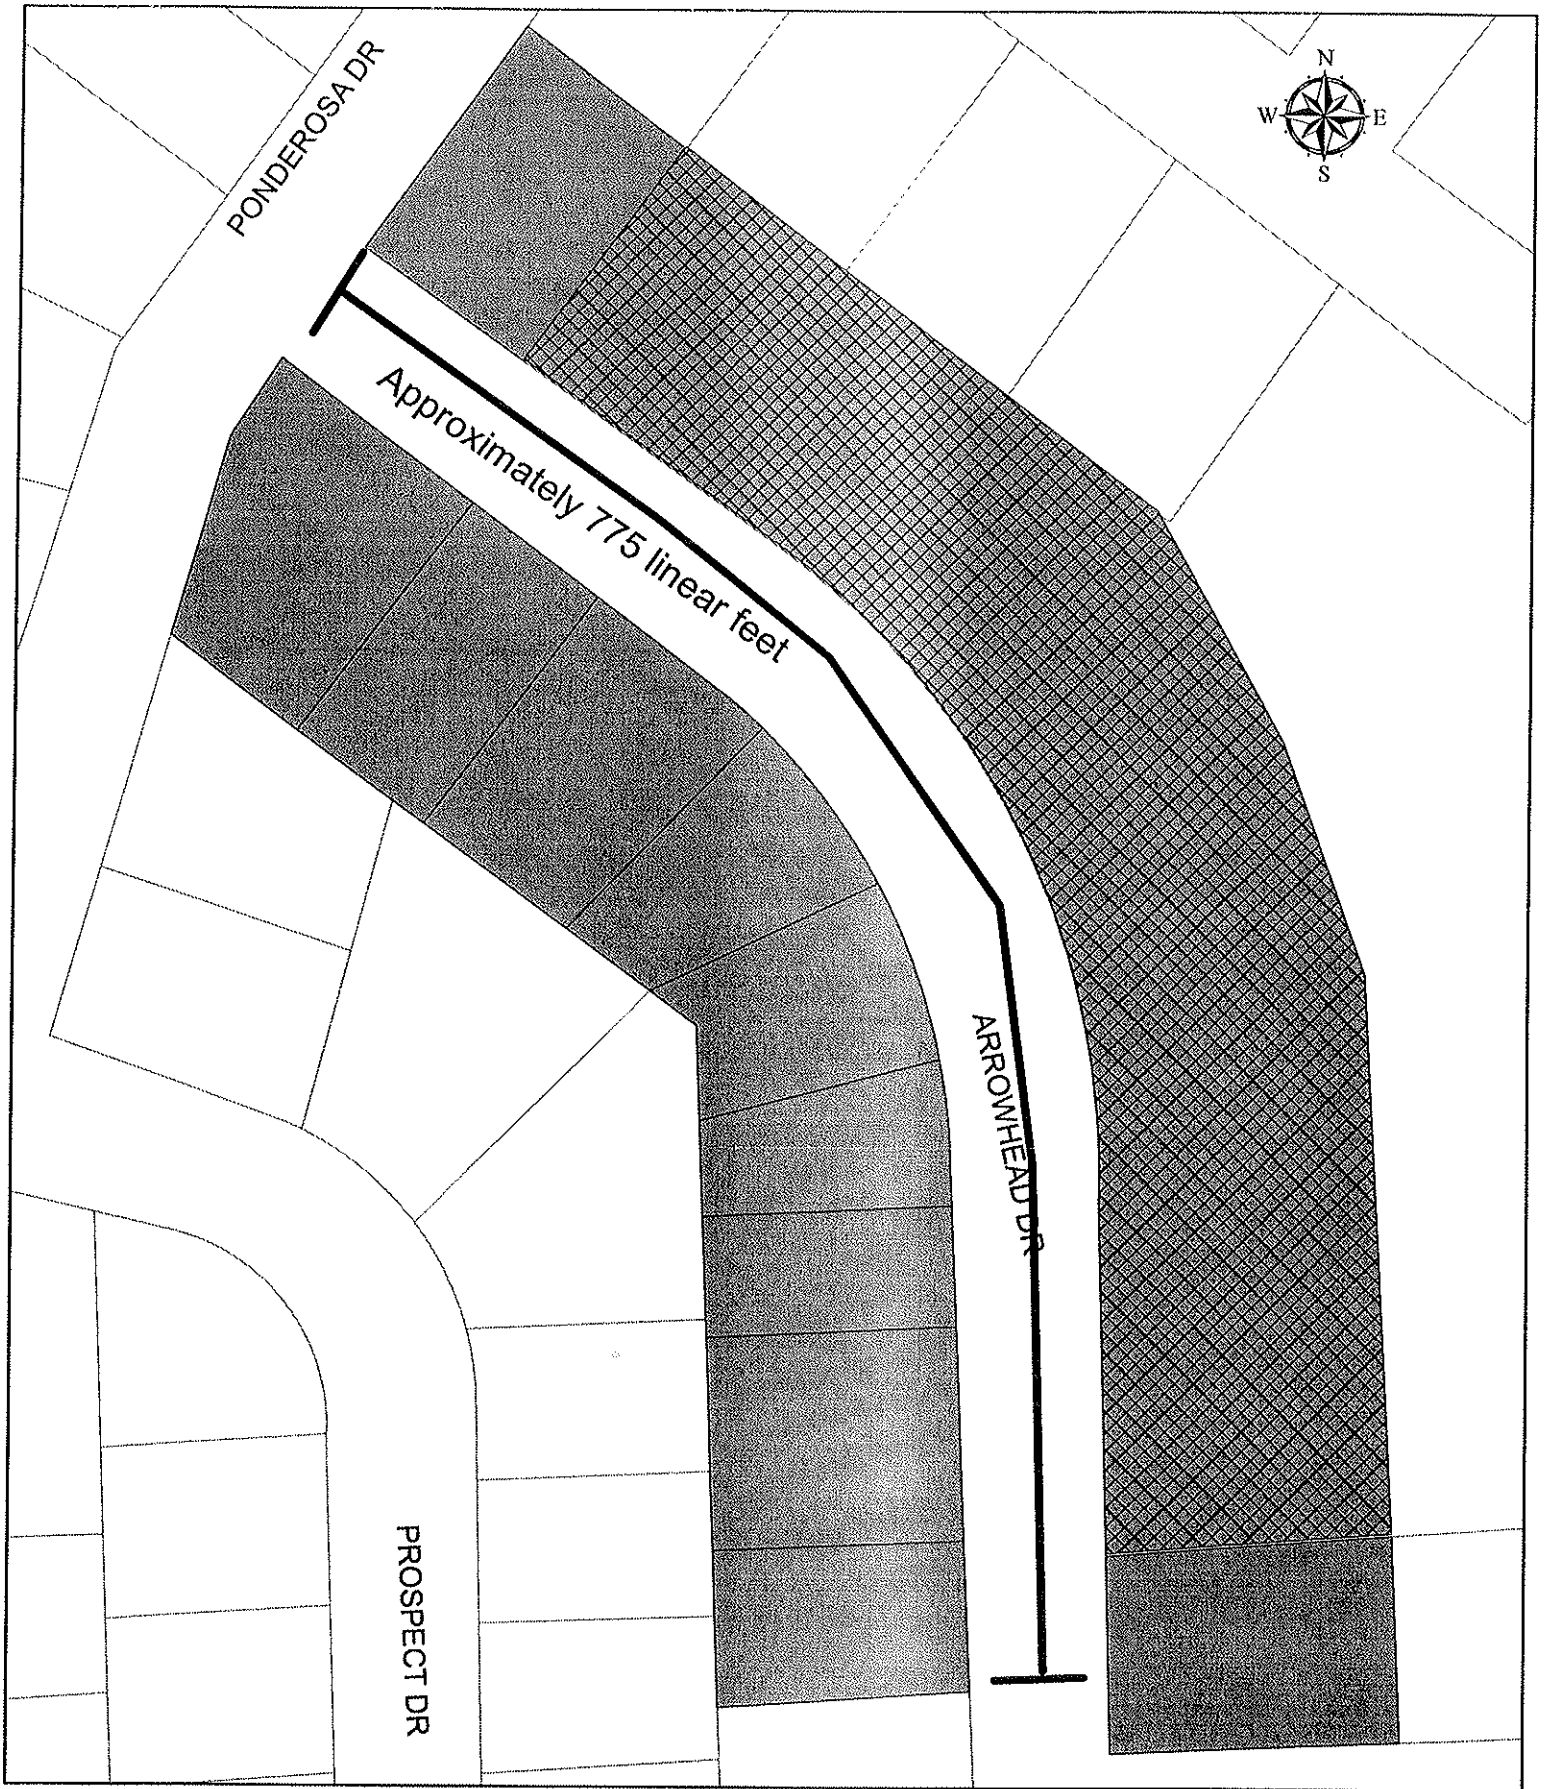 PONDEROSA DR
N
W E
S
Approximately 775 linear feet
ARROWHEAD DR
PROSPECT DR